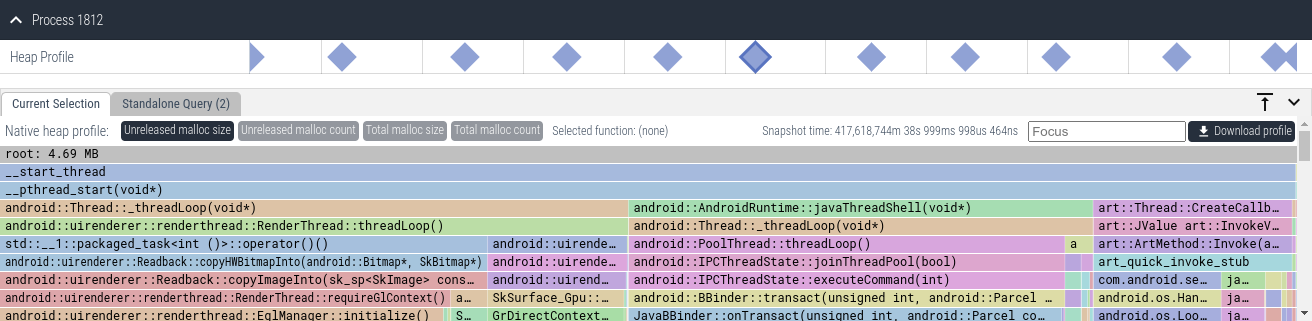 Process 1812
Heap Profile
Current Selection Standalone Query (2)
Native heap profile: Unreleased malloc size Unreleased malloc count Total malloc size Total malloc count Selected function: (none) Snapshot time: 417,618,744m 38s 999ms 998us 464ns Focus Download profile
root: 4.69 MB
__start_thread
__pthread_start(void*)
android::Thread::_threadLoop(void*) android::AndroidRuntime::javaThreadShell(void*) art::Thread::CreateCallb…
android::uirenderer::renderthread::RenderThread::threadLoop() android::Thread::_threadLoop(void*) art::JValue art::InvokeV…
std::__1::packaged_task<int ()>::operator()() android::uirende… android::PoolThread::threadLoop() a art::ArtMethod::Invoke(a…
android::uirenderer::Readback::copyHWBitmapInto(android::Bitmap*, SkBitmap*) android::uirende… android::IPCThreadState::joinThreadPool(bool) art_quick_invoke_stub
android::uirenderer::Readback::copyImageInto(sk_sp<SkImage> cons… android::uirend… android::IPCThreadState::executeCommand(int) com.android.se… ja…
android::uirenderer::renderthread::RenderThread::requireGlContext() a… SkSurface_Gpu::… android::BBinder::transact(unsigned int, android::Parcel … android.os.Han… ja…
android::uirenderer::renderthread::EglManager::initialize() S… GrDirectContext… JavaBBinder::onTransact(unsigned int, android::Parcel co… android.os.Loo… ja…